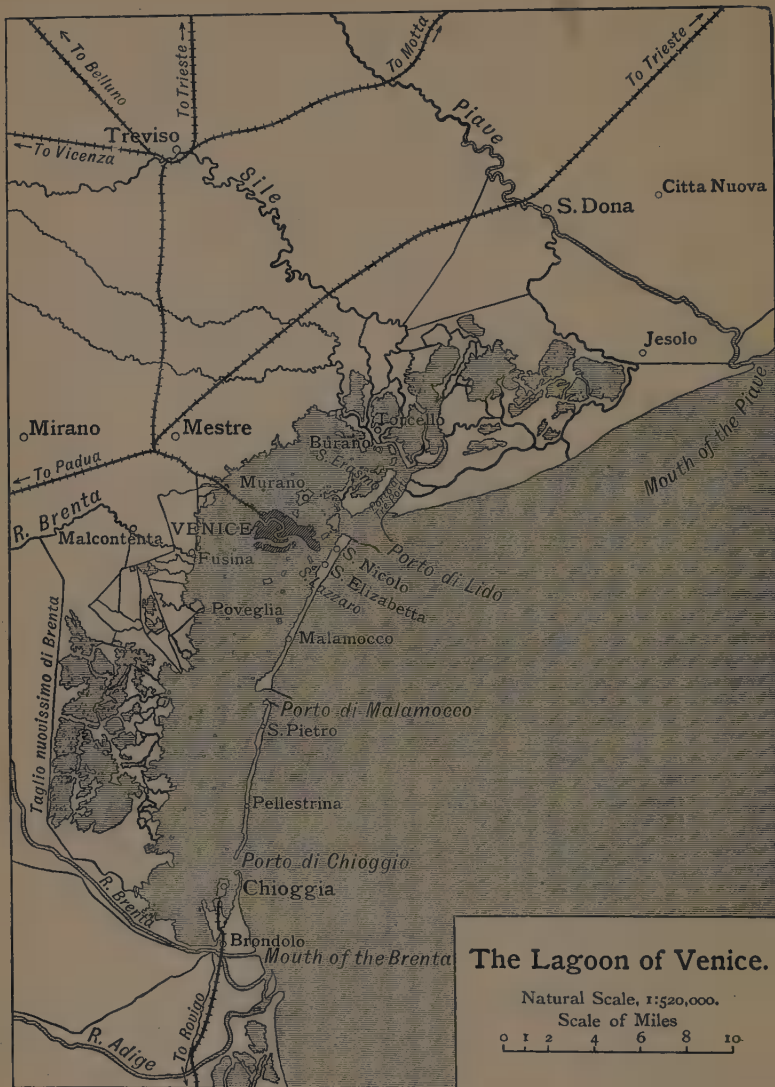 To Belluno
To Trieste
To Motta
To Trieste
Piave
Treviso
To Vicenza
Sile
Citta Nuova
S. Dona
Jesolo
Mirano
Mestre
Torcello
Burano
S. Erasmo
Mouth of the Piave
To Padua
Murano
R. Brenta
Malcontenta
VENICE
Fusina
Porto di Lido
S. Nicolo
S. Elizabetta
S. Lazzaro
Poveglia
Malamocco
Taglio nuovissimo di Brenta
Porto di Malamocco
S. Pietro
Pellestrina
Porto di Chioggio
Chioggia
R. Brenta
Brondolo
Mouth of the Brenta
R. Adige
To Rovigo
The Lagoon of Venice.
Natural Scale, 1:520,000.
Scale of Miles
0 1 2 4 6 8 10